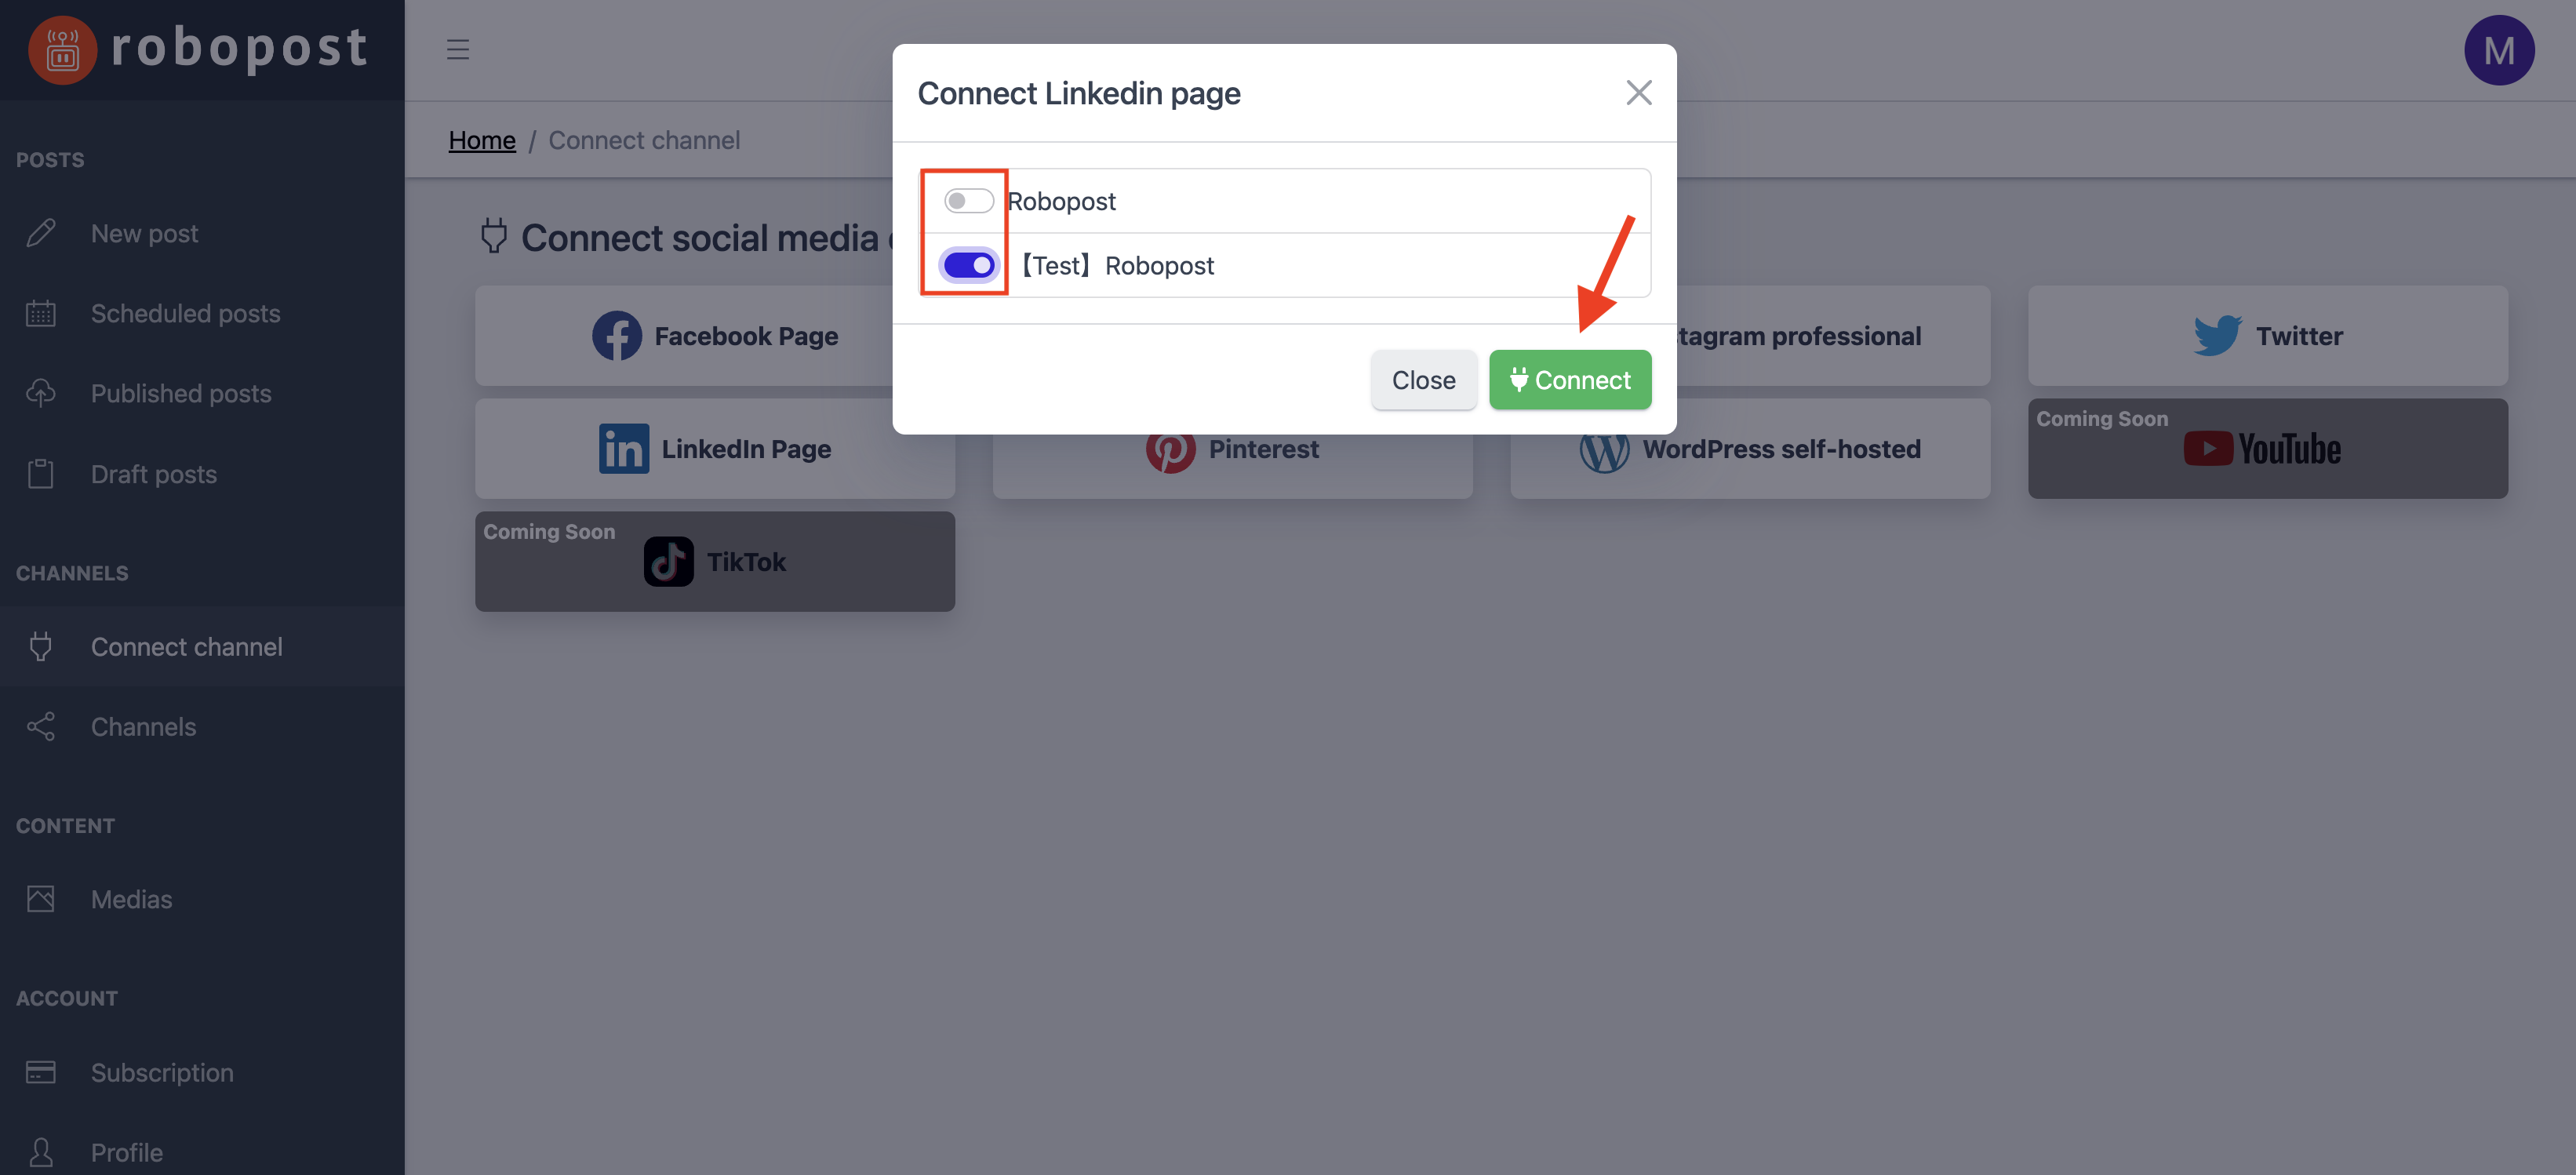 robopost
M
Home / Connect channel
POSTS
New post
Scheduled posts
Published posts
Draft posts
CHANNELS
Connect channel
Channels
CONTENT
Medias
ACCOUNT
Subscription
Profile
Connect social media
Facebook Page
tagram professional
Twitter
LinkedIn Page
Pinterest
WordPress self-hosted
Coming Soon
YouTube
Coming Soon
TikTok
Connect Linkedin page
Robopost
【Test】Robopost
Close
Connect